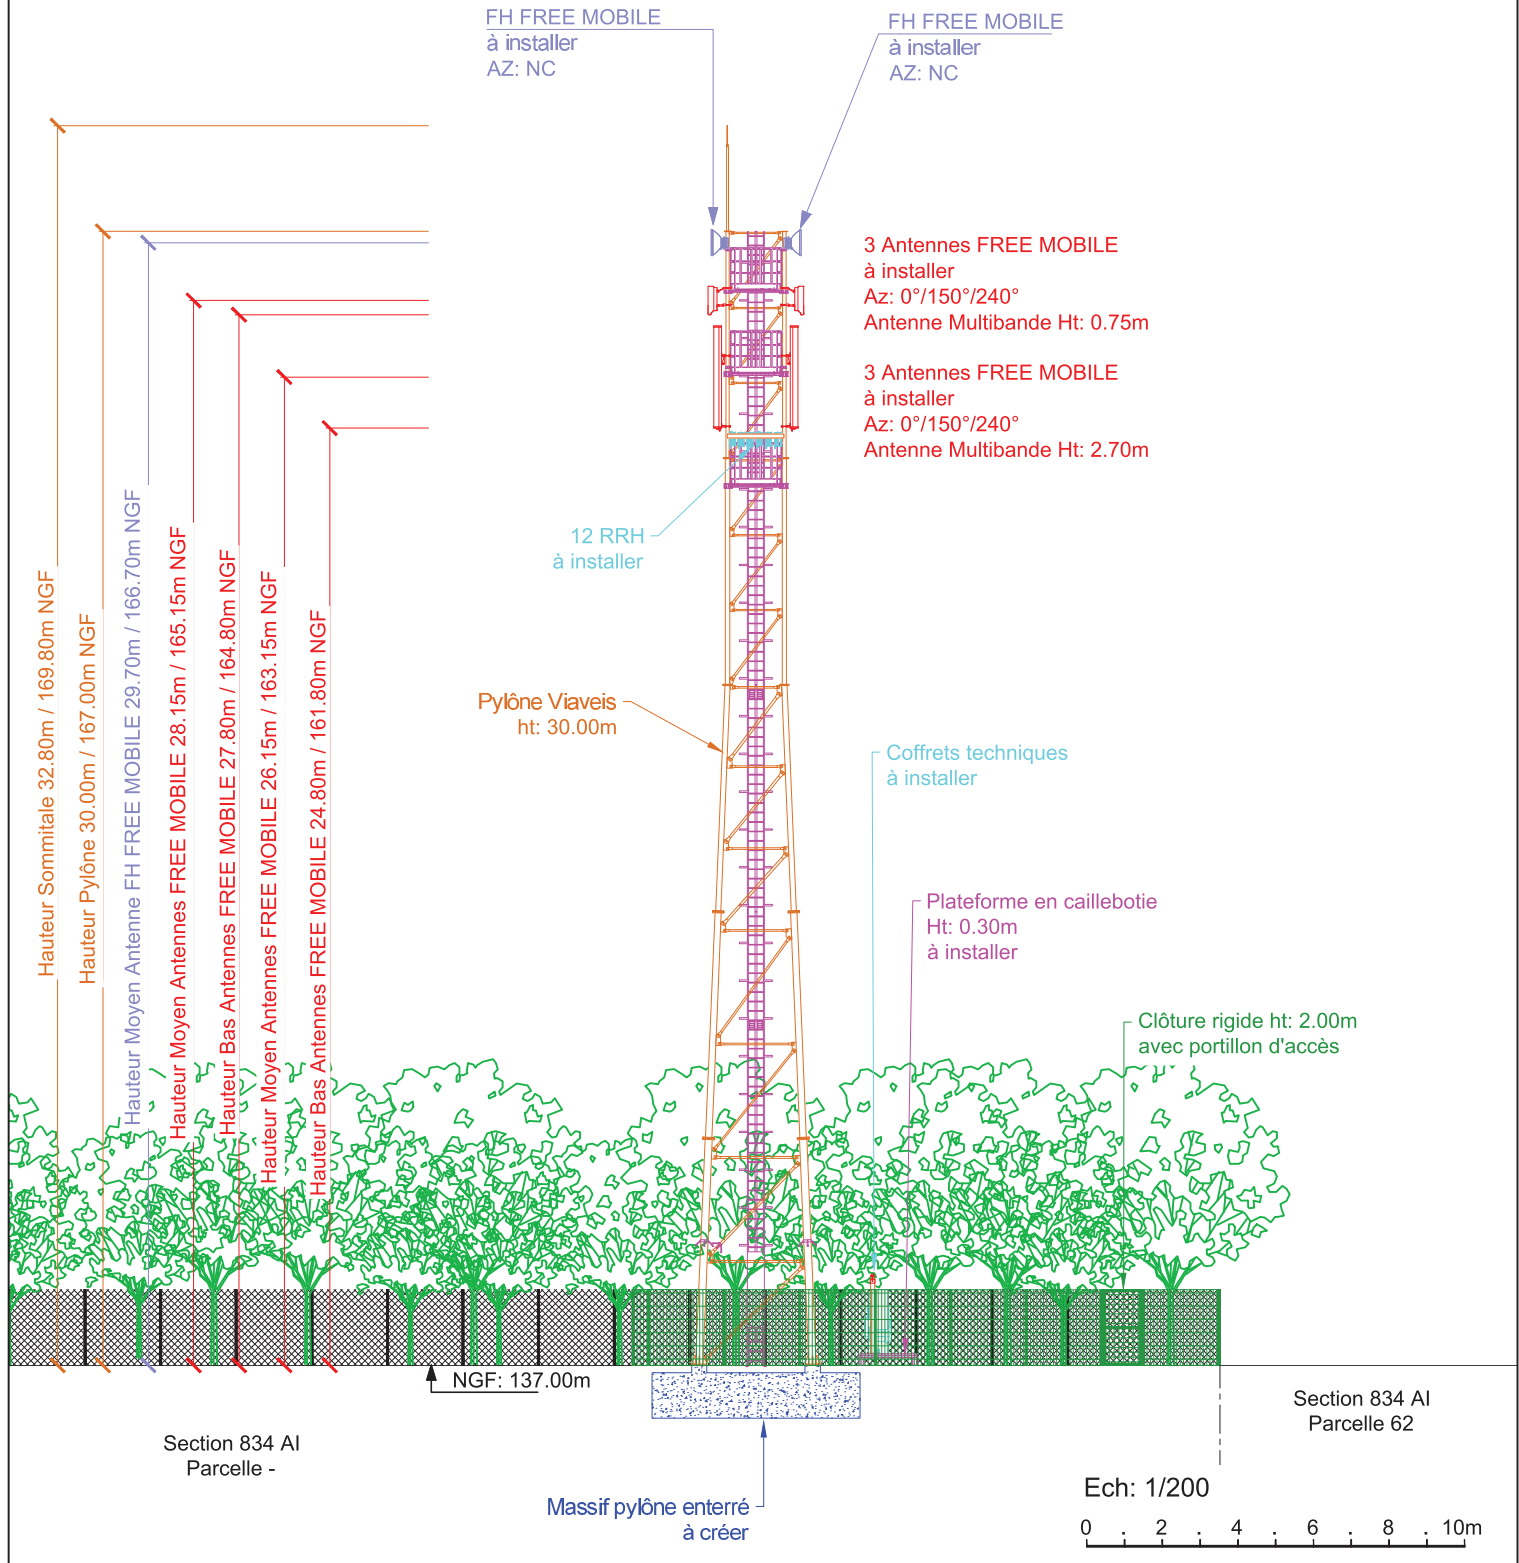 FH FREE MOBILE
à installer
AZ: NC
FH FREE MOBILE
à installer
AZ: NC
3 Antennes FREE MOBILE
à installer
Az: 0°/150°/240°
Antenne Multibande Ht: 0.75m
3 Antennes FREE MOBILE
à installer
Az: 0°/150°/240°
Antenne Multibande Ht: 2.70m
12 RRH
à installer
Hauteur Sommitale 32.80m / 169.80m NGF
Hauteur Pylône 30.00m / 167.00m NGF
Hauteur Moyen Antenne FH FREE MOBILE 29.70m / 166.70m NGF
Hauteur Moyen Antennes FREE MOBILE 28.15m / 165.15m NGF
Hauteur Bas Antennes FREE MOBILE 27.80m / 164.80m NGF
Hauteur Moyen Antennes FREE MOBILE 26.15m / 163.15m NGF
Hauteur Bas Antennes FREE MOBILE 24.80m / 161.80m NGF
Pylône Viaveis
ht: 30.00m
Coffrets techniques
à installer
Plateforme en caillebotie
Ht: 0.30m
à installer
Clôture rigide ht: 2.00m
avec portillon d'accès
NGF: 137.00m
Section 834 AI
Parcelle -
Section 834 AI
Parcelle 62
Massif pylône enterré
à créer
Ech: 1/200
0 . 2 . 4 . 6 . 8 . 10m